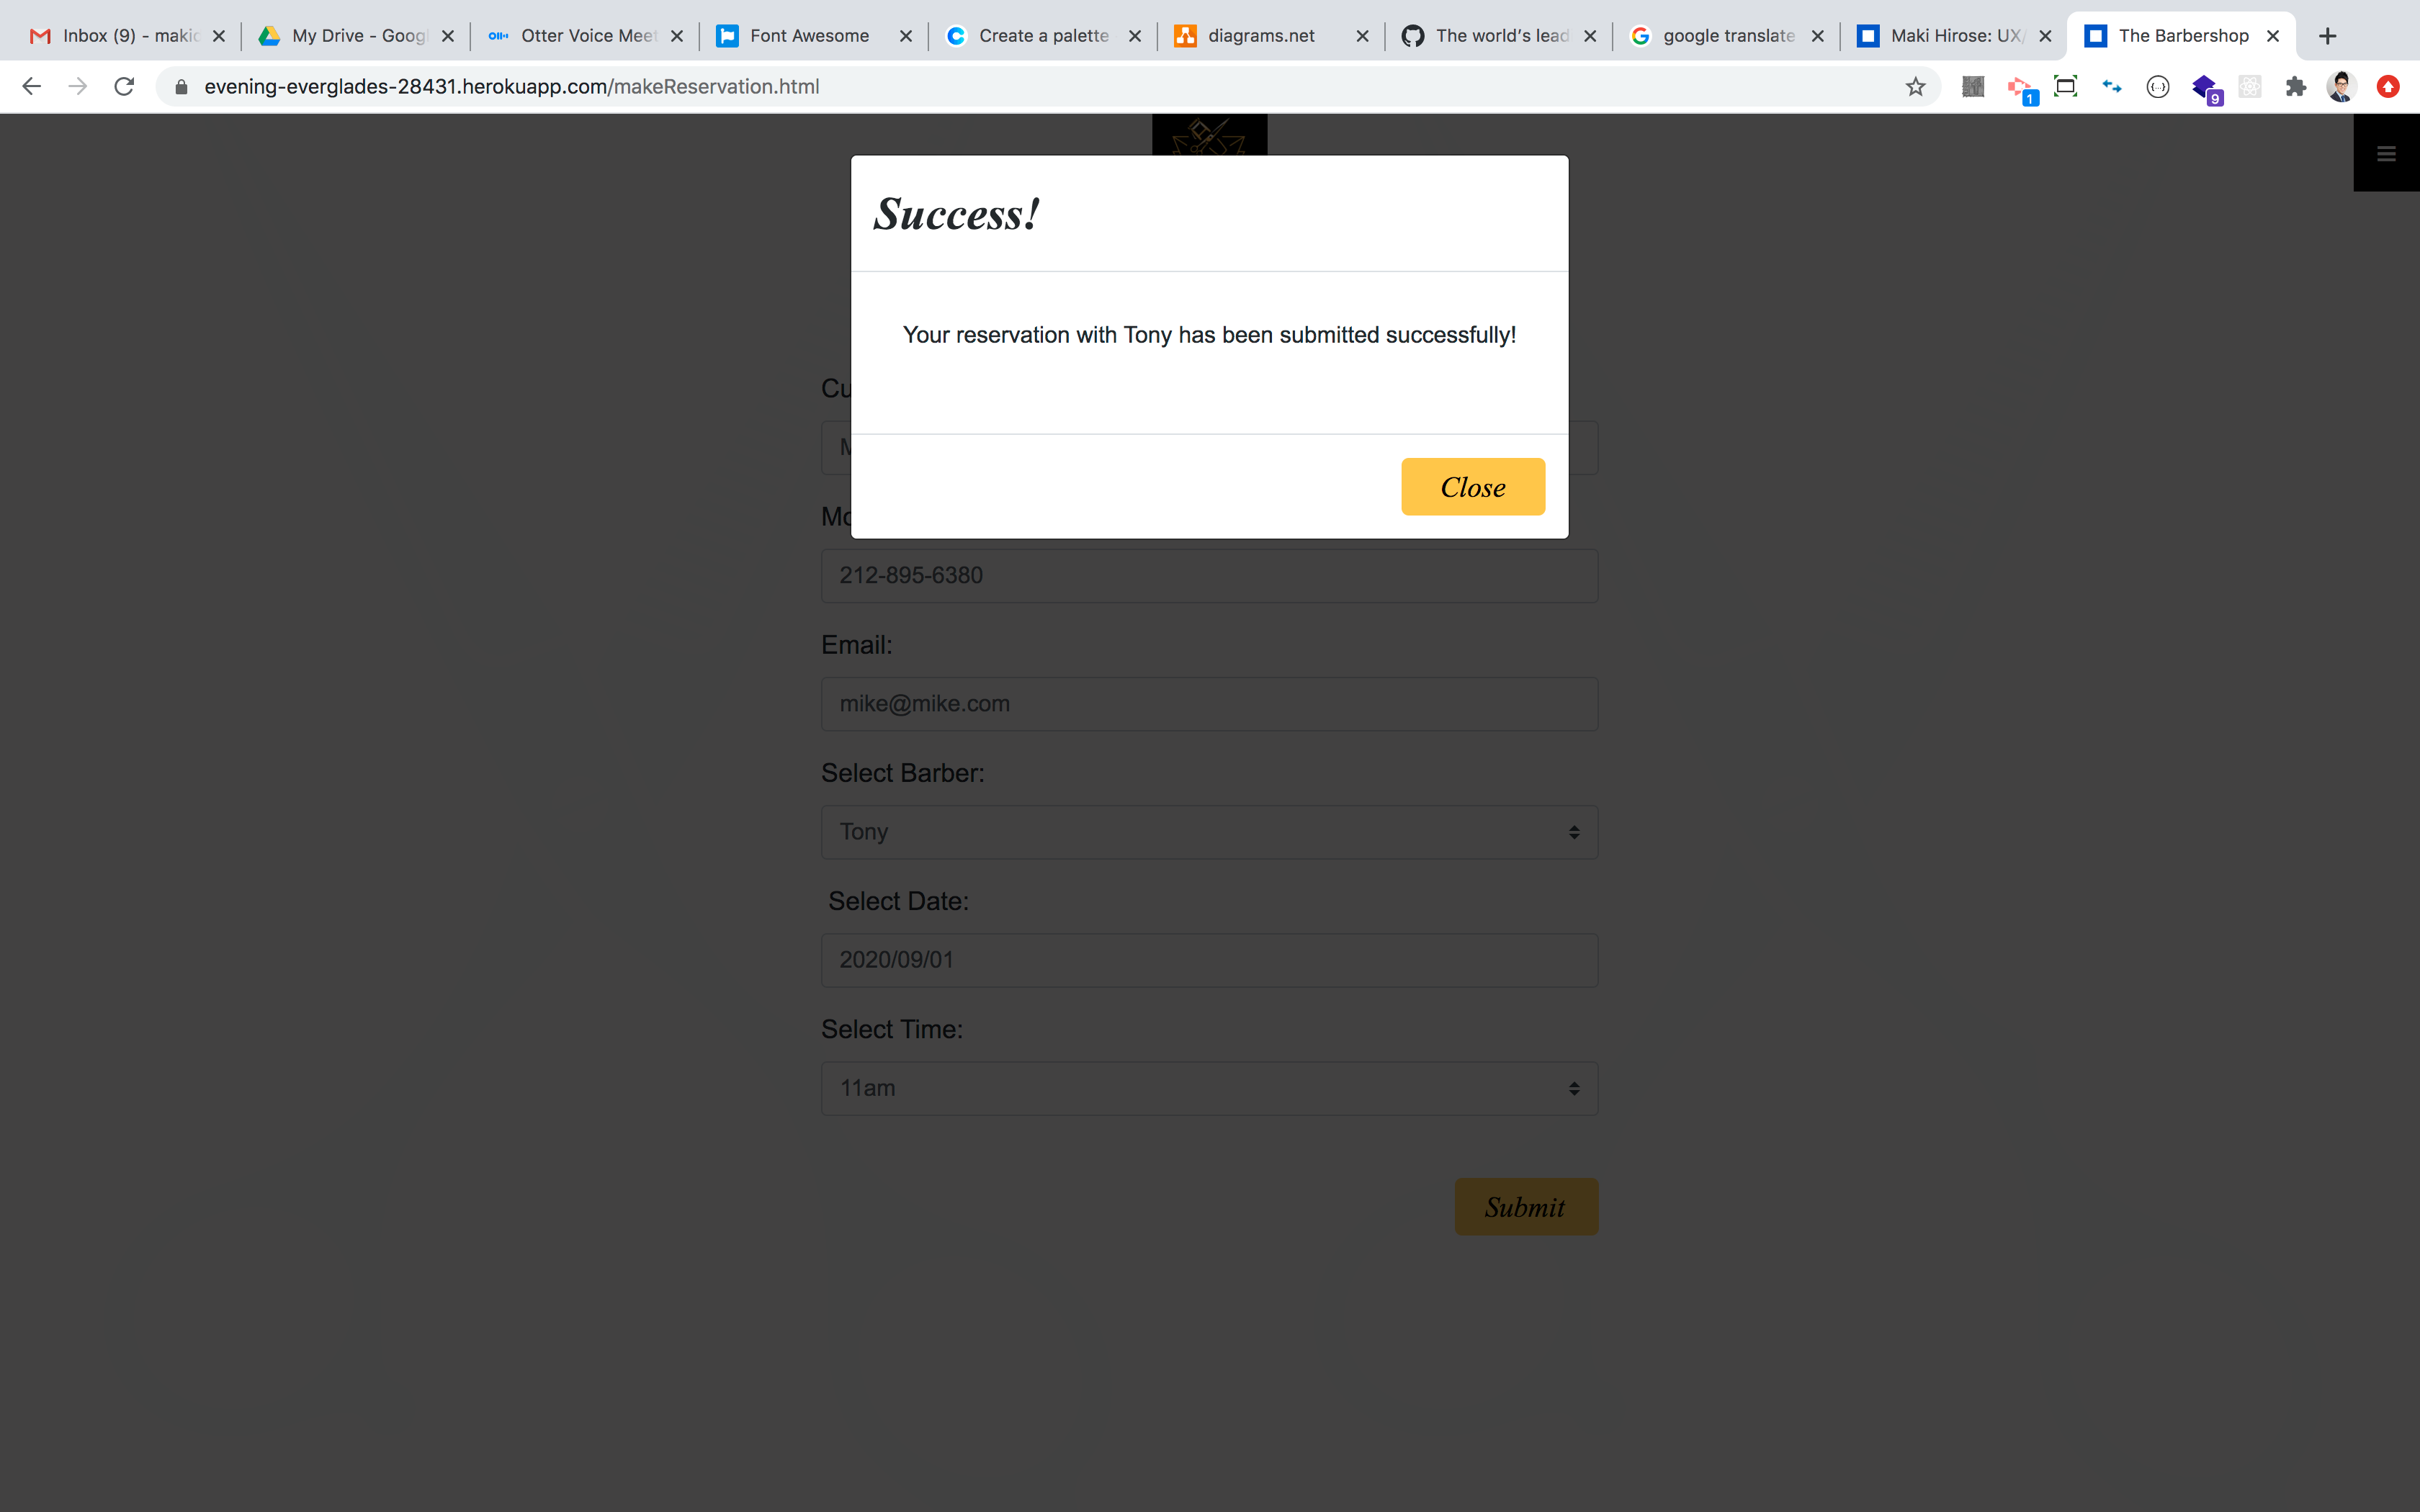 Inbox (9) - makic
My Drive - Googl
Otter Voice Meet
Font Awesome
Create a palette
diagrams.net
The world's lead
google translate
Maki Hirose: UX/
The Barbershop
evening-everglades-28431.herokuapp.com/makeReservation.html
1
9
Success!
Your reservation with Tony has been submitted successfully!
Close
Cu
M
Mo
212-895-6380
Email:
mike@mike.com
Select Barber:
Tony
Select Date:
2020/09/01
Select Time:
11am
Submit